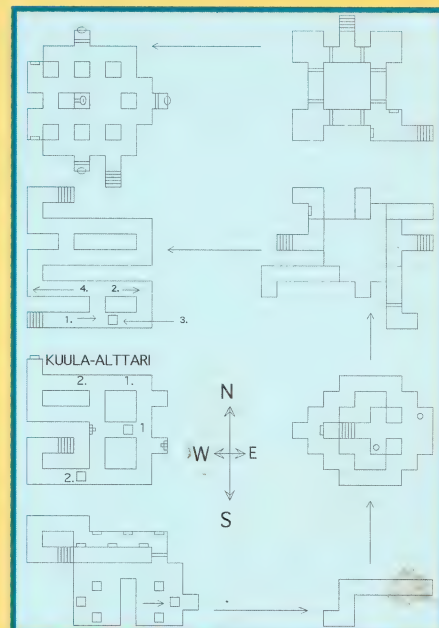 4. 2.
1. 3.
KUULA-ALTTARI
2. 1.
1
2.
N
W E
S